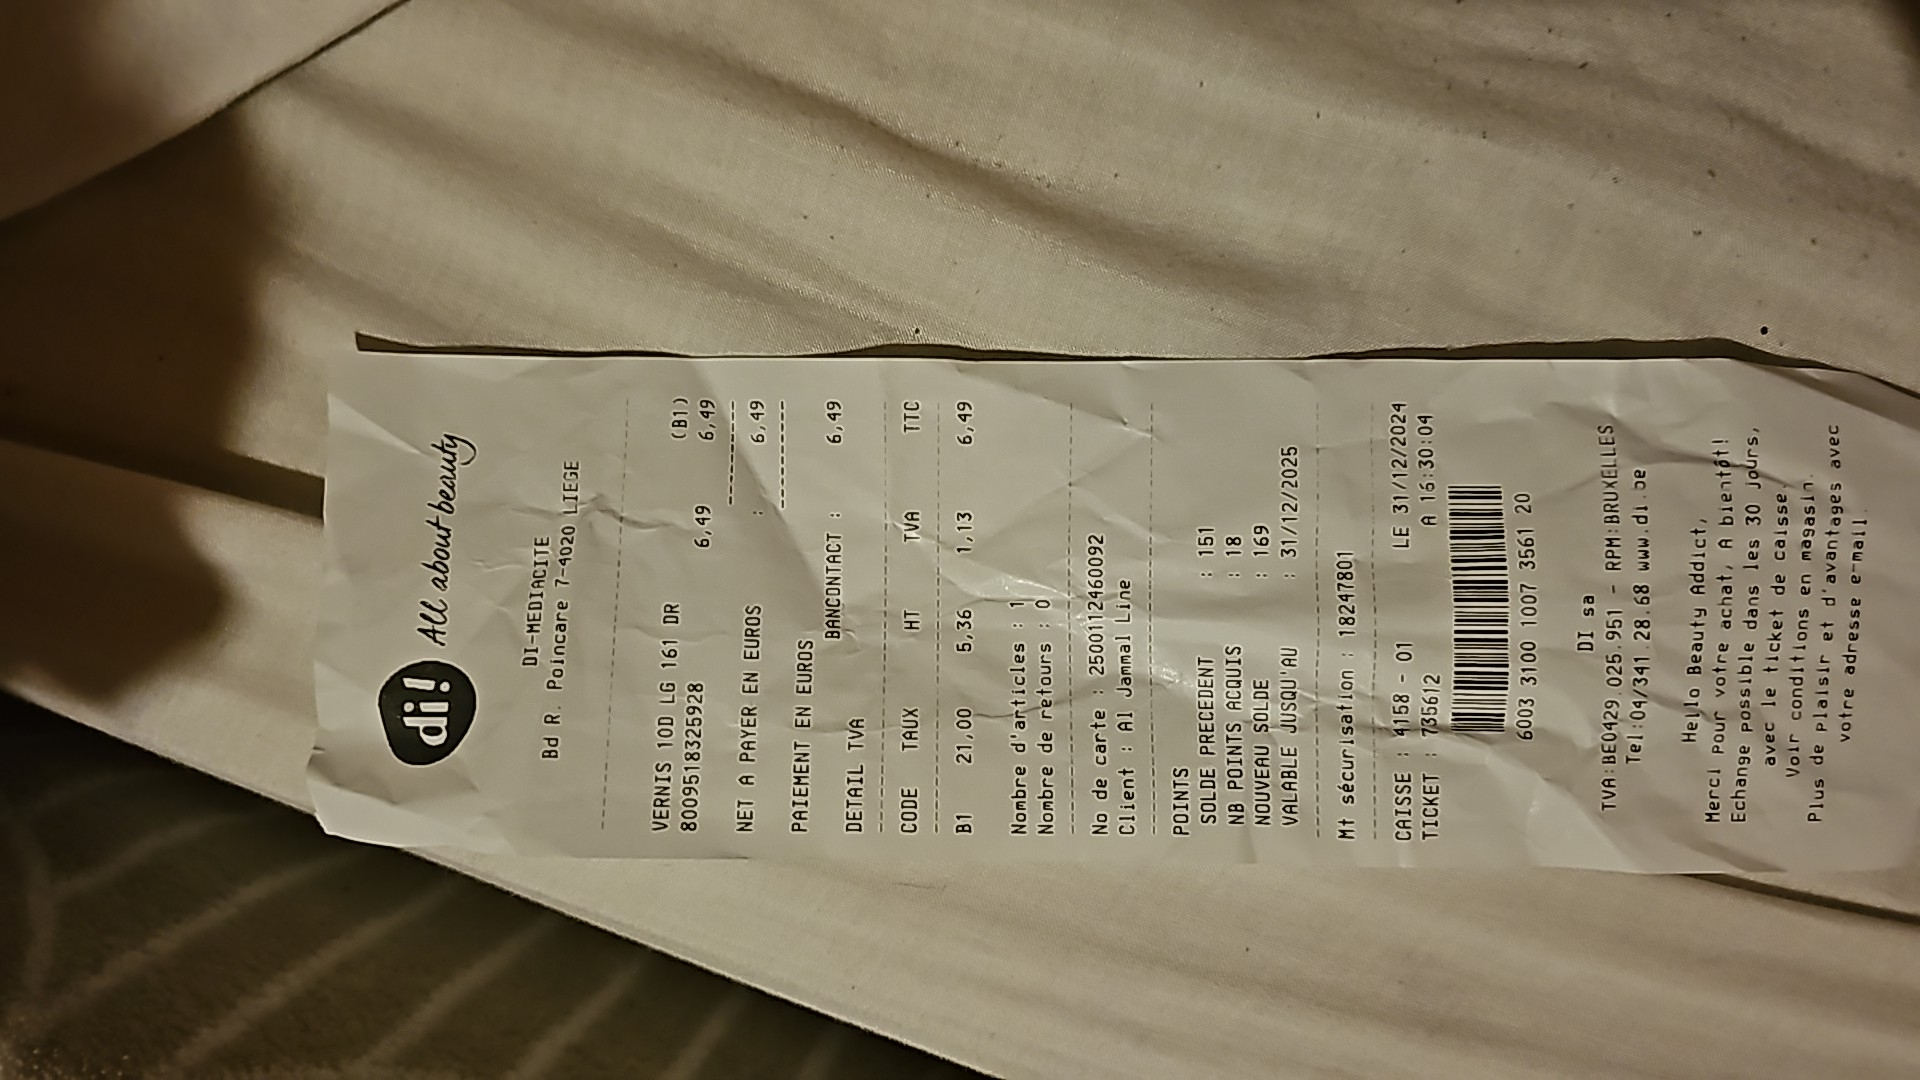 di! All about beauty
DI-MEDIACITE
Bd R. Poincare 7-4020 LIEGE
VERNIS 10D LG 161 DR (B1)
8009518325928 6,49 6,49
NET A PAYER EN EUROS : 6,49
PAIEMENT EN EUROS
BANCONTACT : 6,49
DETAIL TVA
CODE TAUX HT TVA TTC
B1 21,00 5,36 1,13 6,49
Nombre d'articles : 1
Nombre de retours : 0
No de carte : 2500112460092
Client : Al Jammal Line
POINTS
SOLDE PRECEDENT : 151
NB POINTS ACQUIS : 18
NOUVEAU SOLDE : 169
VALABLE JUSQU'AU : 31/12/2025
Mt sécurisation : 18247801
CAISSE : 4158 - 01 LE 31/12/2024
TICKET : 735612 A 16:30:04
6003 3100 1007 3561 20
DI sa
TVA:BE0429.025.951 - RPM:BRUXELLES
Tel:04/341.28.68 www.di.be
Hello Beauty Addict,
Merci pour votre achat, A bientôt!
Echange possible dans les 30 jours,
avec le ticket de caisse.
Voir conditions en magasin.
Plus de plaisir et d'avantages avec
votre adresse e-mail.